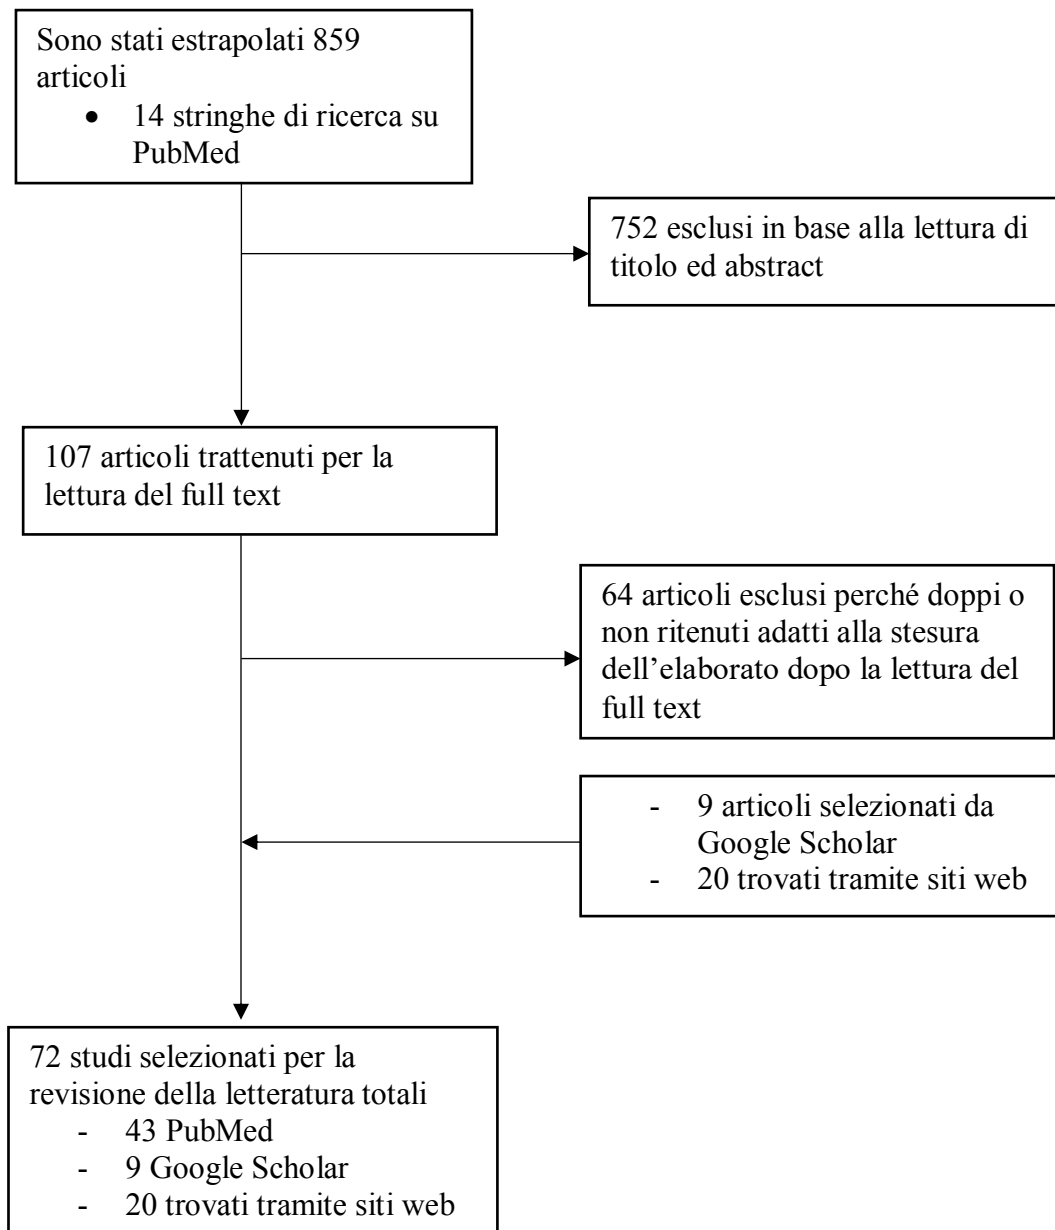 Sono stati estrapolati 859
articoli
• 14 stringhe di ricerca su
PubMed
752 esclusi in base alla lettura di
titolo ed abstract
107 articoli trattenuti per la
lettura del full text
64 articoli esclusi perché doppi o
non ritenuti adatti alla stesura
dell’elaborato dopo la lettura del
full text
- 9 articoli selezionati da
Google Scholar
- 20 trovati tramite siti web
72 studi selezionati per la
revisione della letteratura totali
- 43 PubMed
- 9 Google Scholar
- 20 trovati tramite siti web